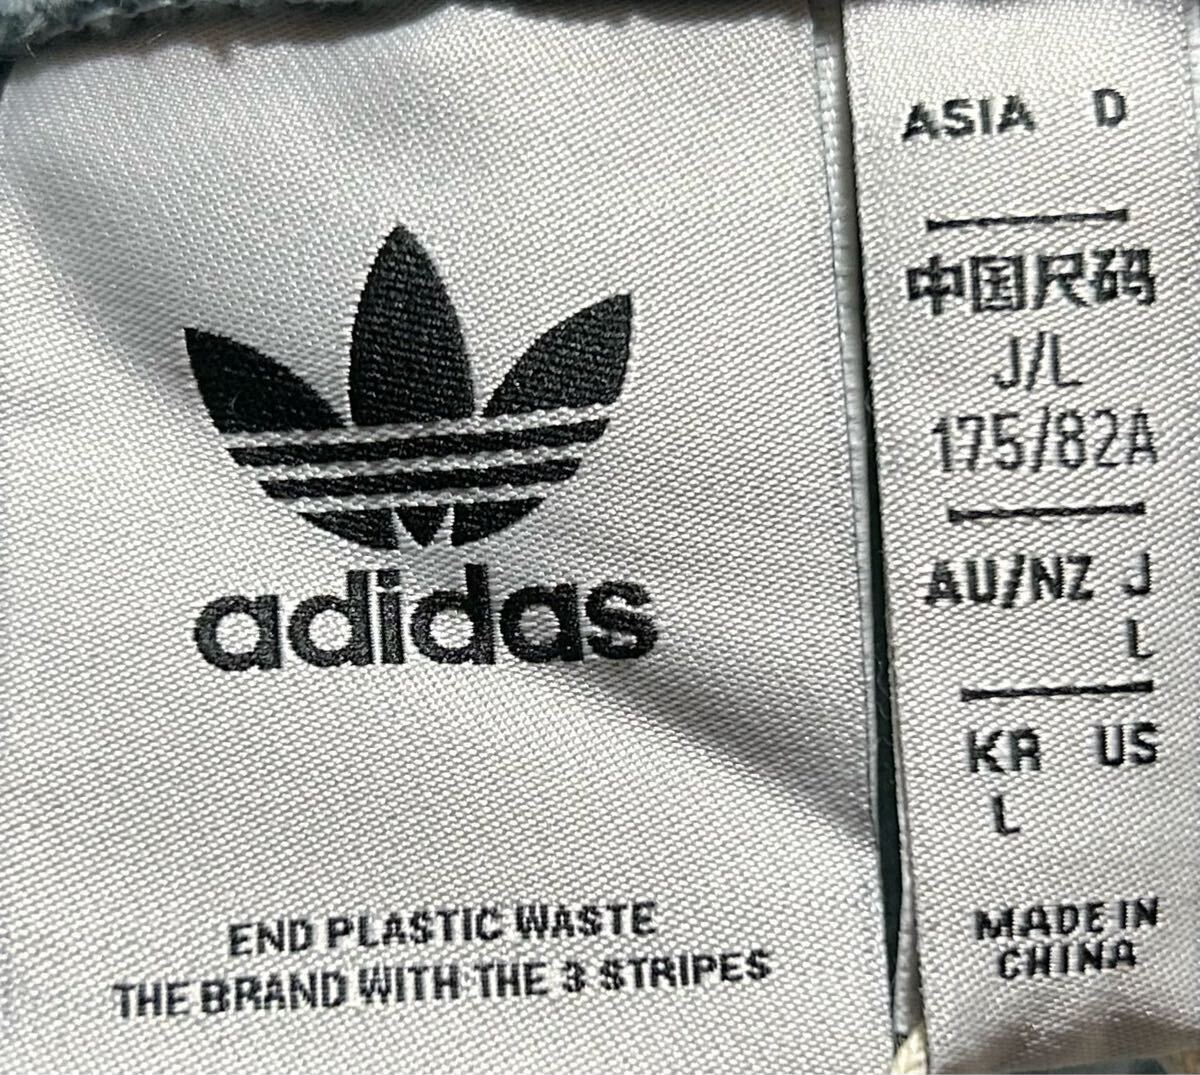 adidas
END PLASTIC WASTE
THE BRAND WITH THE 3 STRIPES
ASIA D
中国尺码
J/L
175/82A
AU/NZ J
L
KR US
L
MADE IN
CHINA